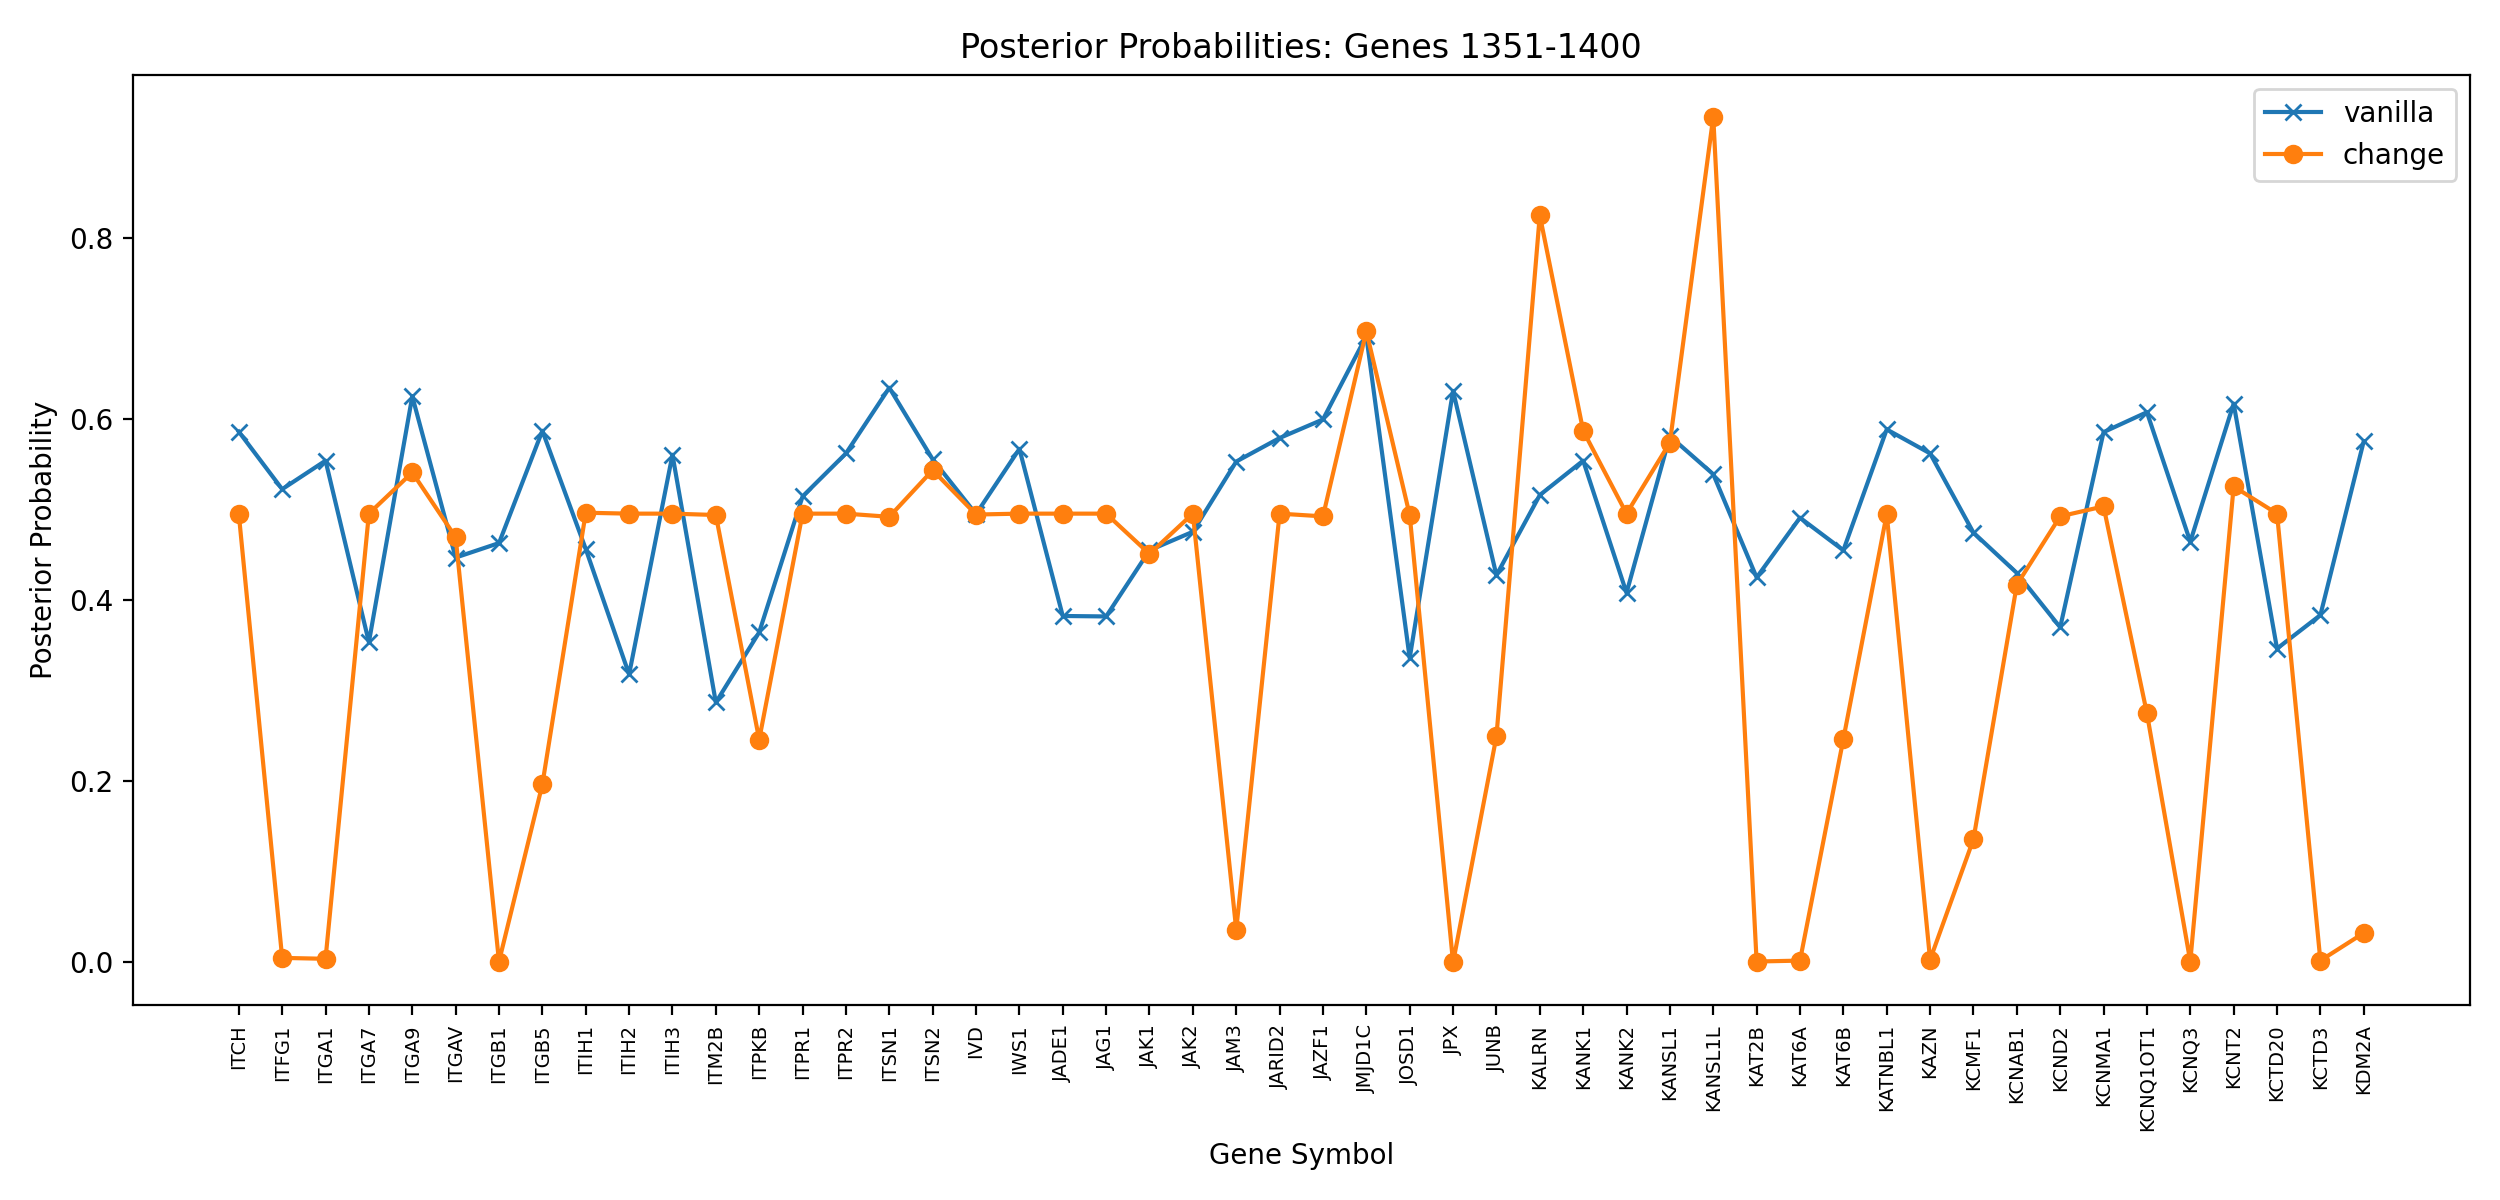 Posterior Probabilities: Genes 1351-1400
vanilla
change
Posterior Probability
0.8
0.6
0.4
0.2
0.0
ITCH
ITFG1
ITGA1
ITGA7
ITGA9
ITGAV
ITGB1
ITGB5
ITIH1
ITIH2
ITIH3
ITM2B
ITPKB
ITPR1
ITPR2
ITSN1
ITSN2
IVD
IWS1
JADE1
JAG1
JAK1
JAK2
JAM3
JARID2
JAZF1
JMJD1C
JOSD1
JPX
JUNB
KALRN
KANK1
KANK2
KANSL1
KANSL1L
KAT2B
KAT6A
KAT6B
KATNBL1
KAZN
KCMF1
KCNAB1
KCND2
KCNMA1
KCNQ1OT1
KCNQ3
KCNT2
KCTD20
KCTD3
KDM2A
Gene Symbol